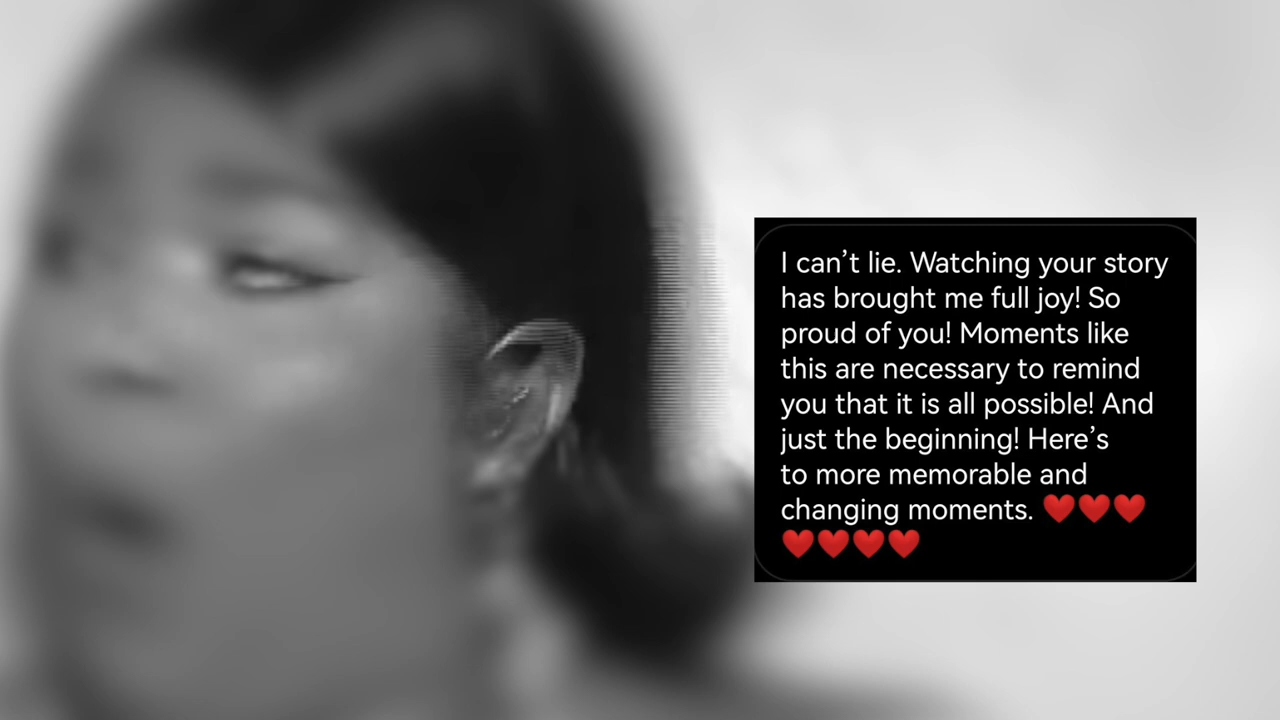 I can’t lie. Watching your story
has brought me full joy! So
proud of you! Moments like
this are necessary to remind
you that it is all possible! And
just the beginning! Here’s
to more memorable and
changing moments. ❤️❤️❤️
❤️❤️❤️❤️